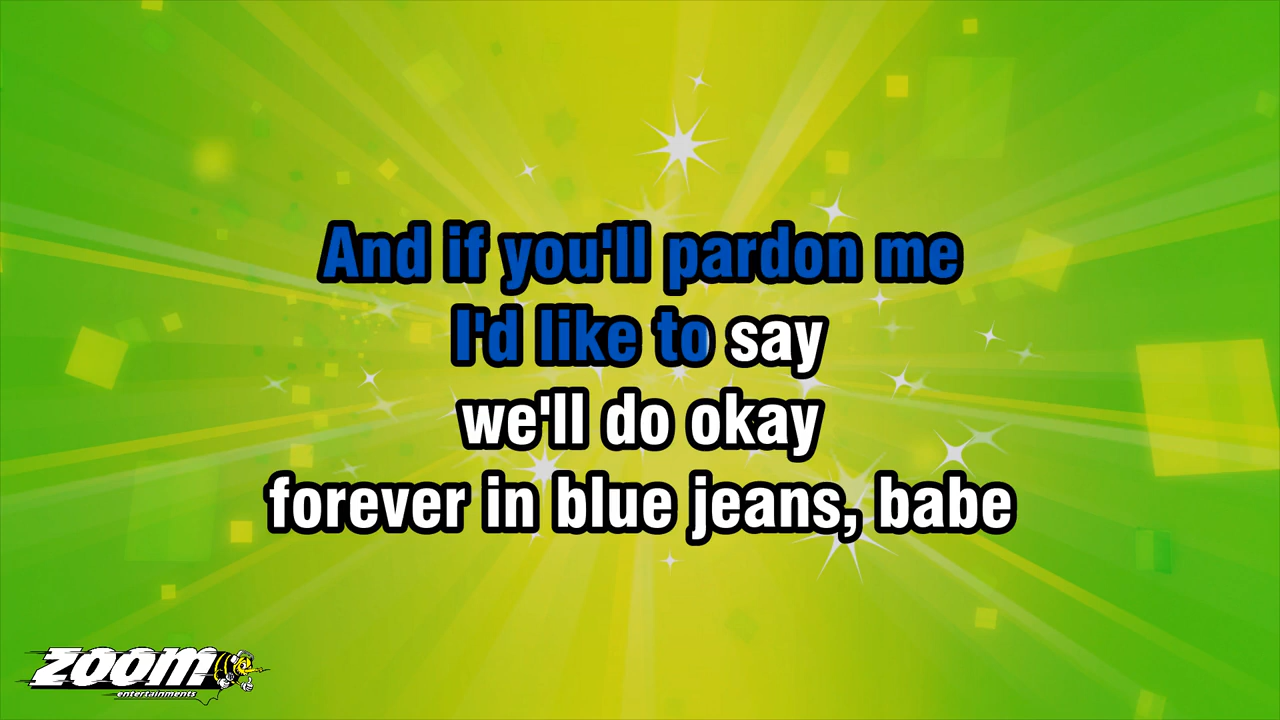 And if you'll pardon me
I'd like to say
we'll do okay
forever in blue jeans, babe
zoom
entertainments